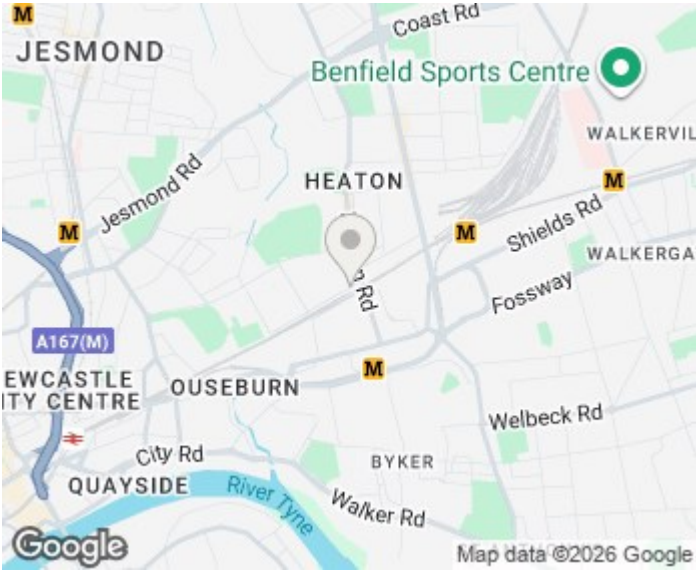 M
Coast Rd
JESMOND
Benfield Sports Centre
WALKERVIL
HEATON
Jesmond Rd
M
M
M
Shields Rd
WALKERGA
Rd
Fossway
A167(M)
M
EWCASTLE
ITY CENTRE
OUSEBURN
Welbeck Rd
City Rd
BYKER
QUAYSIDE
River Tyne
Walker Rd
Google
Map data ©2026 Google